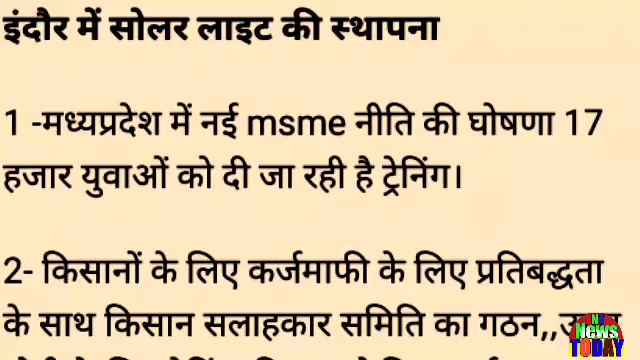 इंदौर में सोलर लाइट की स्थापना
1 -मध्यप्रदेश में नई msme नीति की घोषणा 17
हजार युवाओं को दी जा रही है ट्रेनिंग।
2- किसानों के लिए कर्जमाफी के लिए प्रतिबद्धता
के साथ किसान सलाहकार समिति का गठन,,
News
TODAY